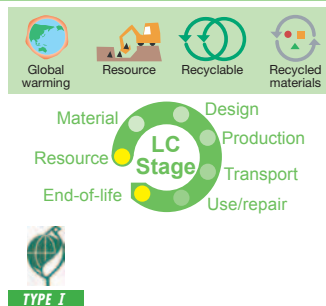 Global
warming
Resource
Recyclable
Recycled
materials
Design
Material
Production
LC
Stage
Resource
Transport
End-of-life
Use/repair
TYPE I